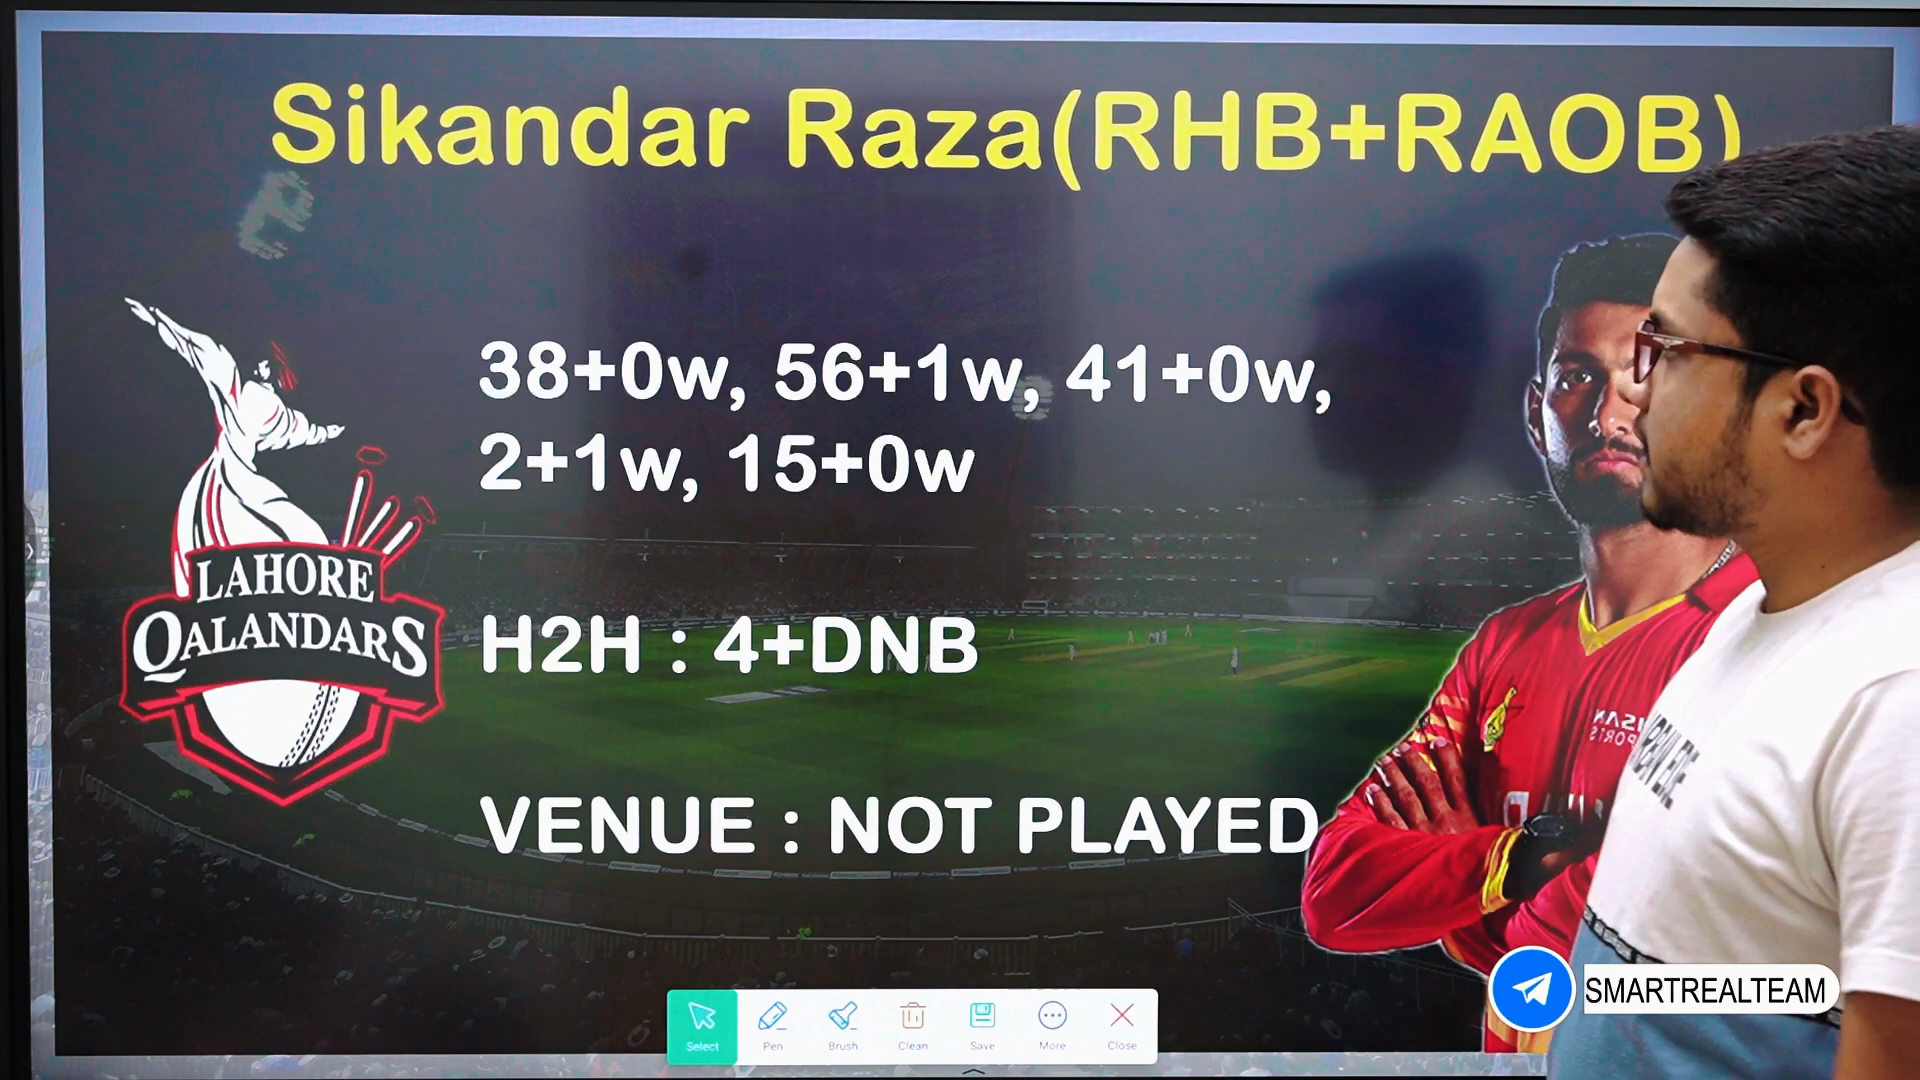 Sikandar Raza(RHB+RAOB)
38+0w, 56+1w, 41+0w,
2+1w, 15+0w
LAHORE
QALANDARS
H2H : 4+DNB
VENUE : NOT PLAYED
SMARTREALTEAM
Select Pen Brush Clean Save More Close